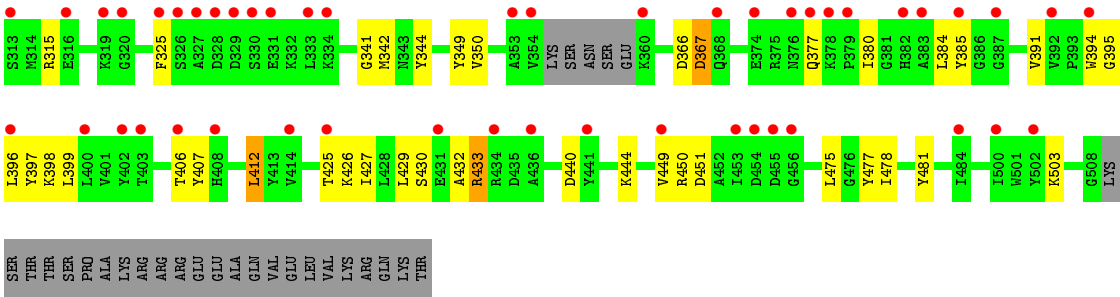 S313 M314 R315 E316 K319 G320 F325 S326 A327 D328 D329 S330 E331 K332 L333 K334 G341 M342 N343 Y344 Y349 V350 A353 V354 LYS SER ASN SER GLU K360 D366 D367 Q368 E374 R375 N376 Q377 K378 P379 I380 G381 H382 A383 L384 Y385 G386 G387 V391 V392 P393 W394 G395
L396 Y397 K398 L399 L400 V401 Y402 T403 T406 Y407 H408 L412 Y413 V414 T425 K426 I427 L428 L429 S430 E431 A432 R433 R434 D435 A436 D440 Y441 K444 V449 R450 D451 A452 I453 D454 D455 G456 L475 G476 Y477 I478 Y481 I484 I500 W501 Y502 K503 G508 LYS
SER THR THR SER PRO ALA LYS ARG ARG ARG GLU GLU ALA GLN VAL GLU LEU VAL LYS ARG GLN LYS THR